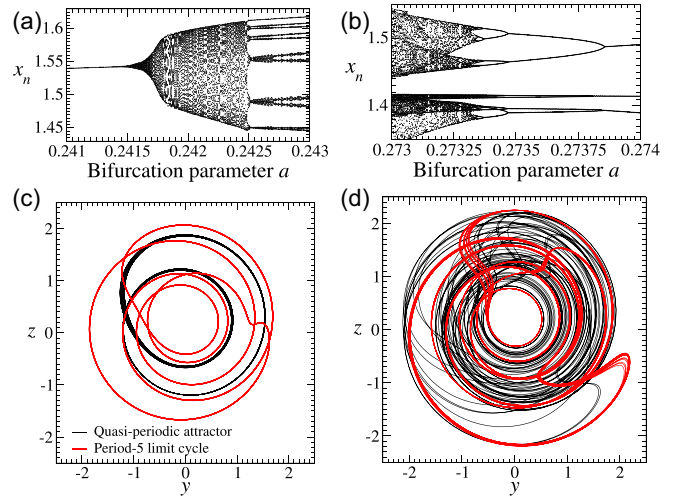 (a)
1.6
x_n
1.55
1.5
1.45
0.241
0.2415
0.242
0.2425
0.243
Bifurcation parameter a
(b)
1.5
x_n
1.4
0.273
0.27325
0.2735
0.27375
0.274
Bifurcation parameter a
(c)
2
1
z
0
-1
-2
Quasi-periodic attractor
Period-5 limit cycle
-2
-1
0
1
2
y
(d)
2
1
z
0
-1
-2
-2
-1
0
1
2
y